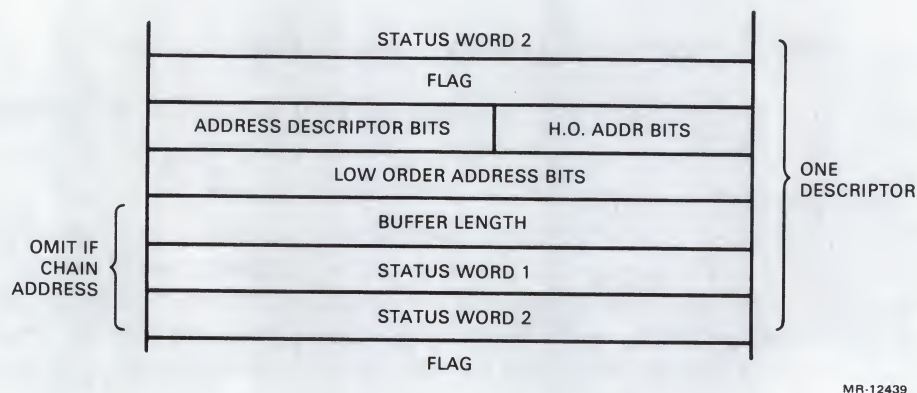 STATUS WORD 2
FLAG
ADDRESS DESCRIPTOR BITS
H.O. ADDR BITS
LOW ORDER ADDRESS BITS
BUFFER LENGTH
STATUS WORD 1
STATUS WORD 2
FLAG
OMIT IF
CHAIN
ADDRESS
ONE
DESCRIPTOR
MR-12439